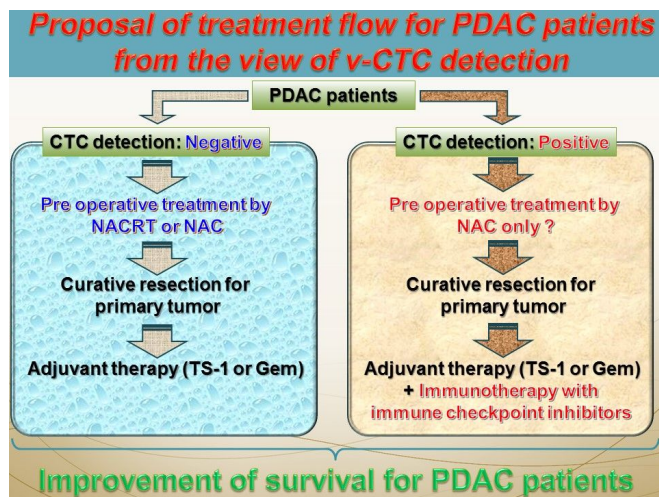 Proposal of treatment flow for PDAC patients
from the view of v-CTC detection
PDAC patients
CTC detection: Negative
Pre operative treatment by
NACRT or NAC
Curative resection for
primary tumor
Adjuvant therapy (TS-1 or Gem)
CTC detection: Positive
Pre operative treatment by
NAC only ?
Curative resection for
primary tumor
Adjuvant therapy (TS-1 or Gem)
+ Immunotherapy with
immune checkpoint inhibitors
Improvement of survival for PDAC patients